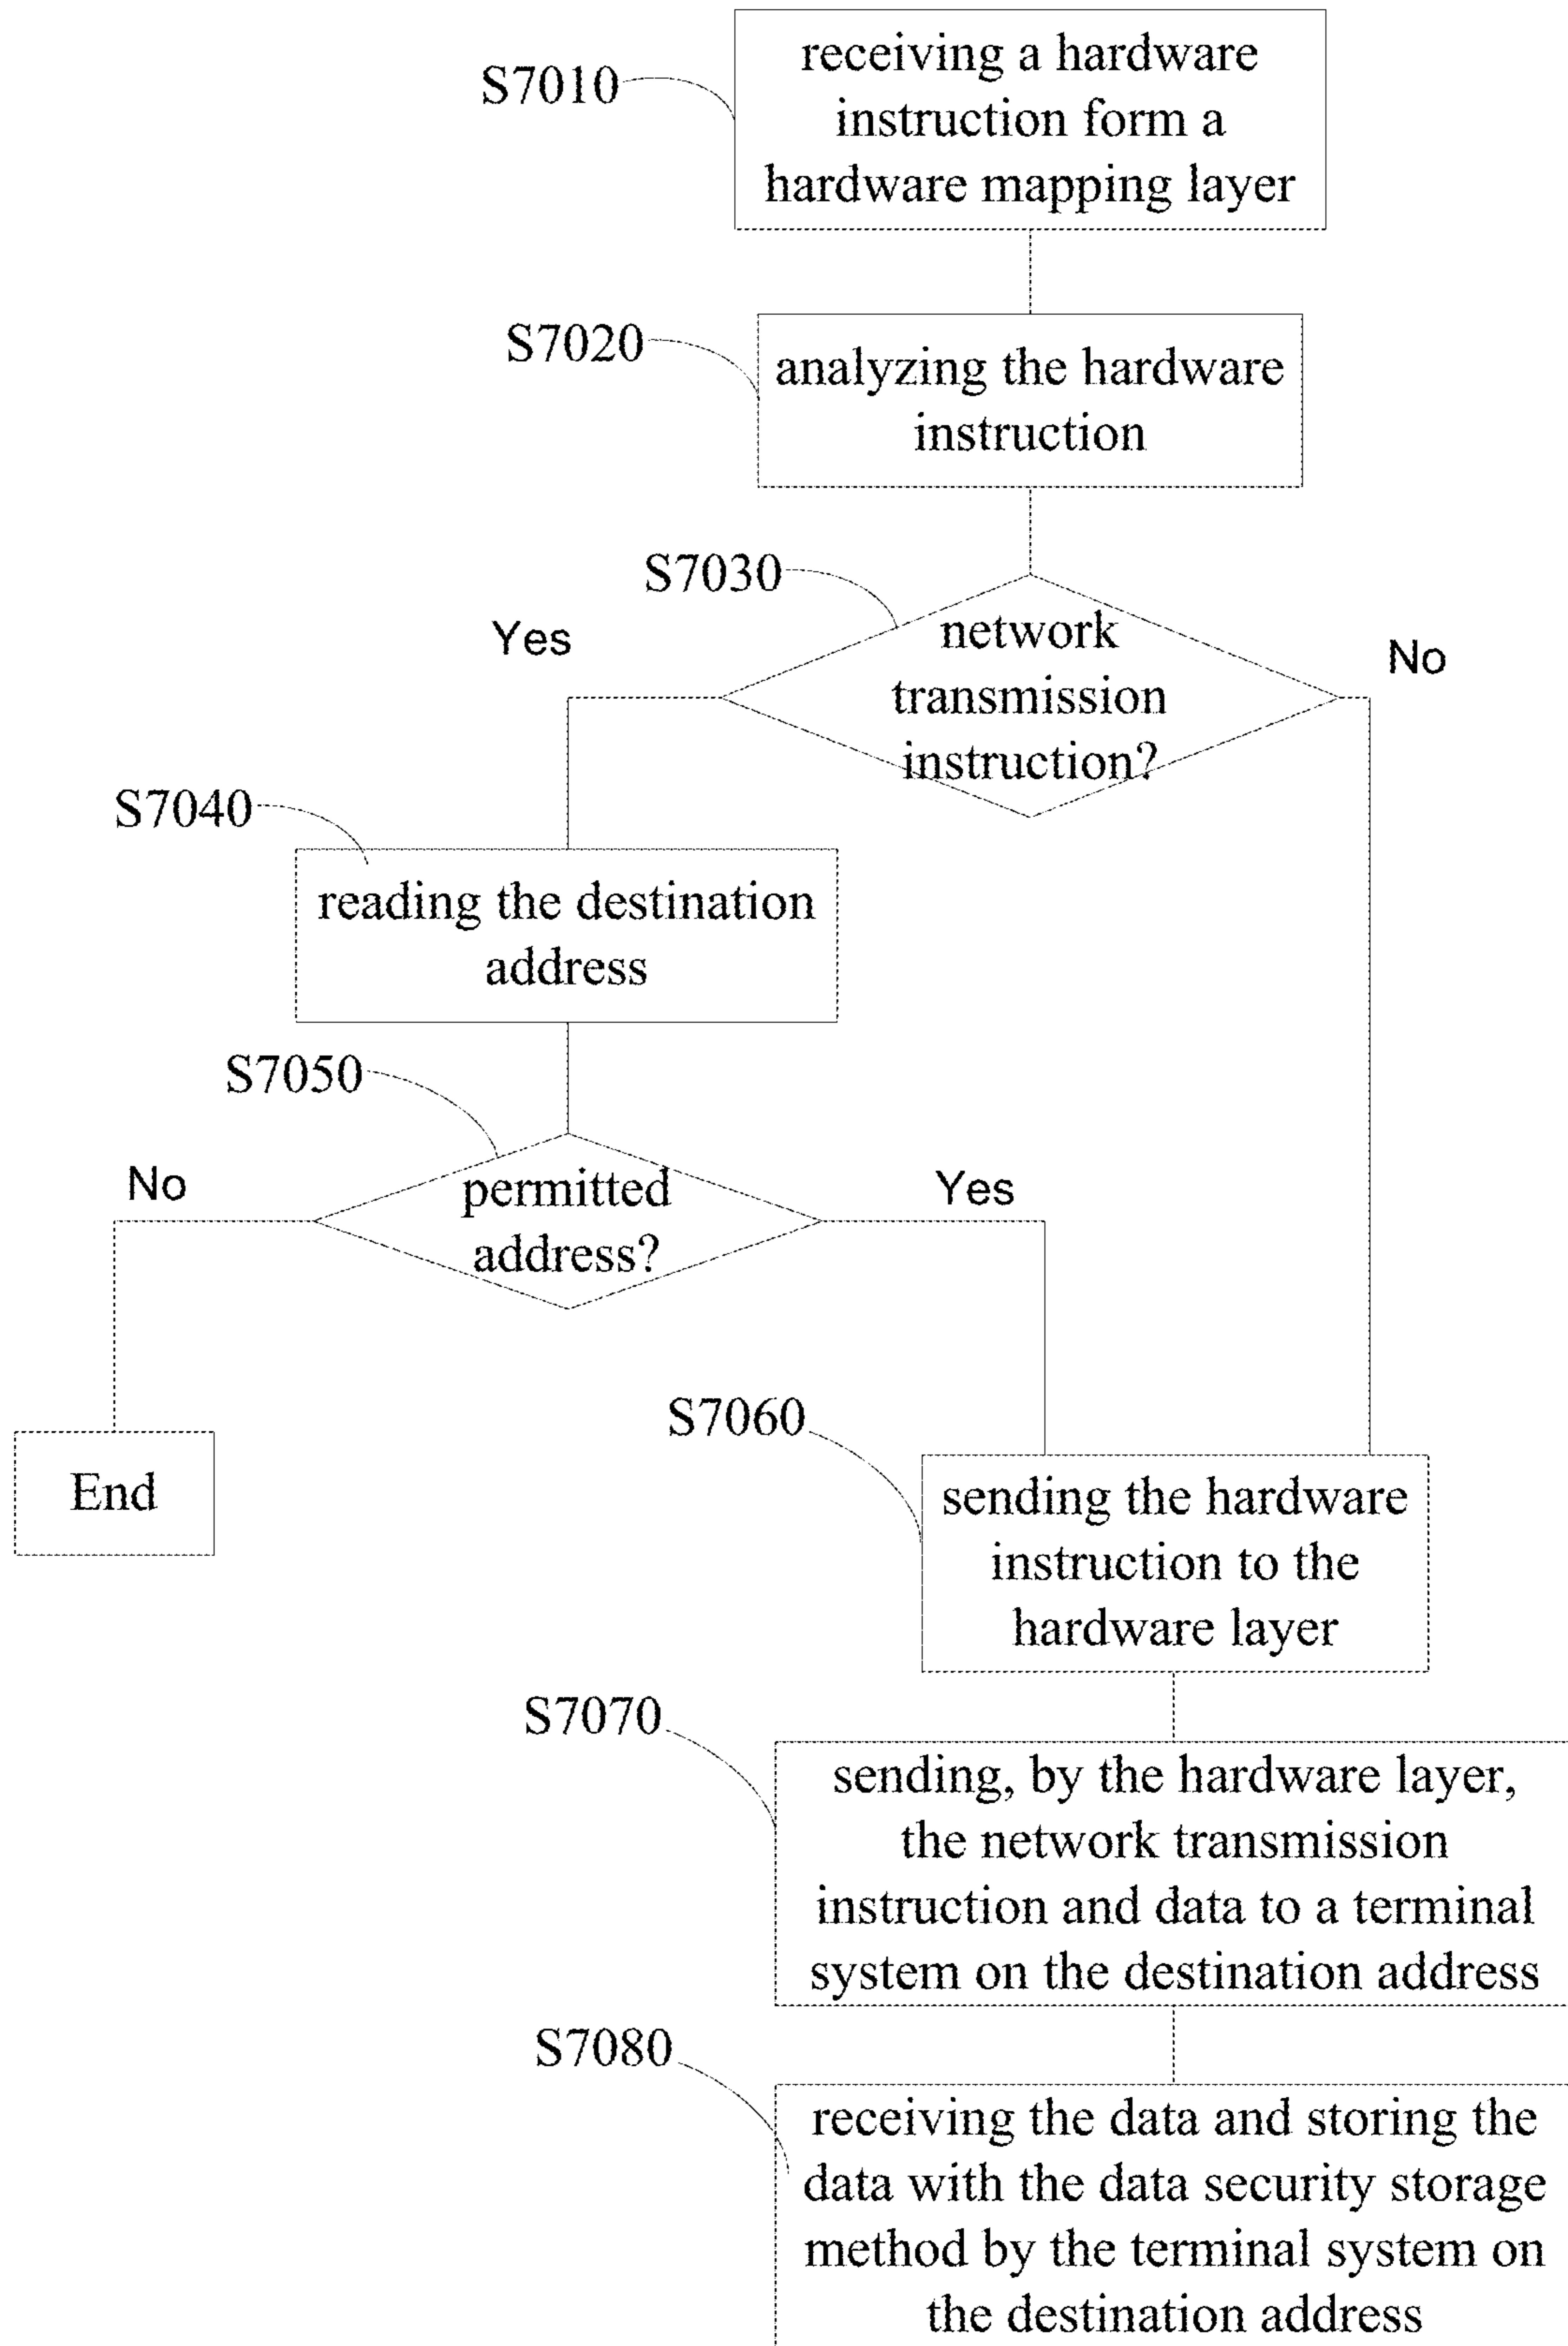 S7010
receiving a hardware
instruction form a
hardware mapping layer
S7020
analyzing the hardware
instruction
S7030
Yes
network
transmission
instruction?
No
S7040
reading the destination
address
S7050
No
permitted
address?
Yes
End
S7060
sending the hardware
instruction to the
hardware layer
S7070
sending, by the hardware layer,
the network transmission
instruction and data to a terminal
system on the destination address
S7080
receiving the data and storing the
data with the data security storage
method by the terminal system on
the destination address